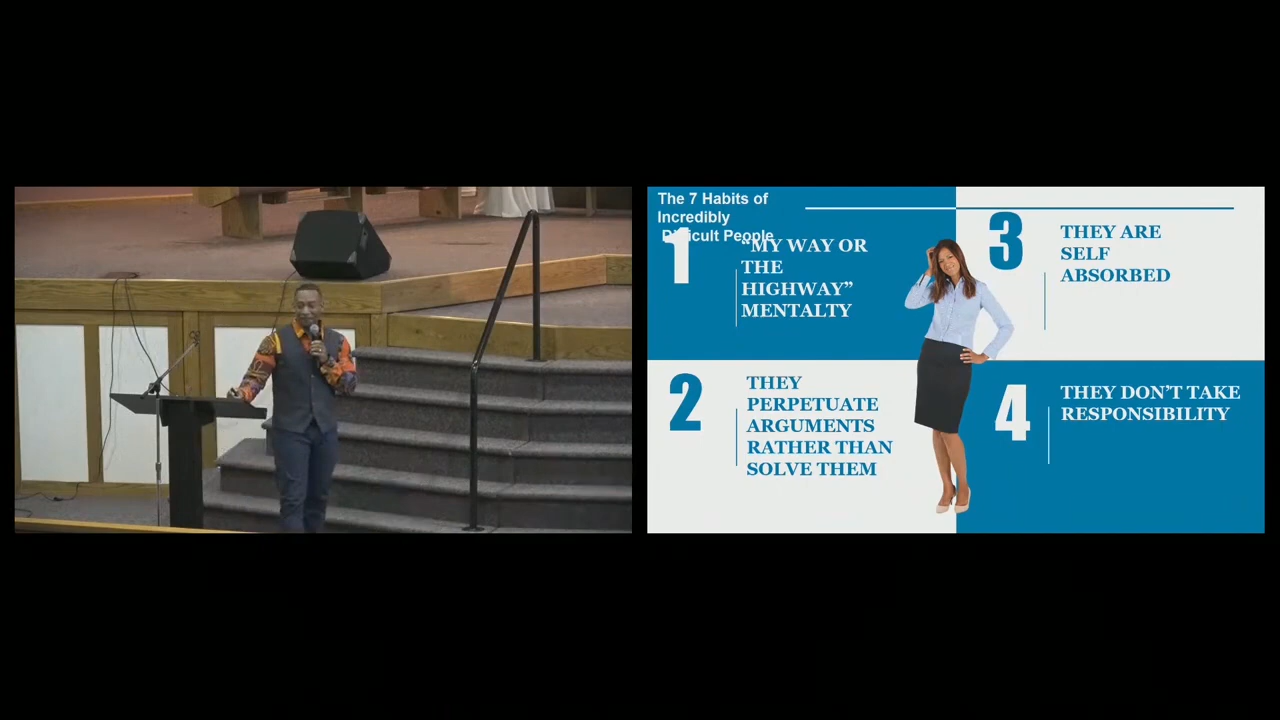 The 7 Habits of
Incredibly
Difficult People
1
“MY WAY OR
THE
HIGHWAY”
MENTALTY
2
THEY
PERPETUATE
ARGUMENTS
RATHER THAN
SOLVE THEM
3
THEY ARE
SELF
ABSORBED
4
THEY DON’T TAKE
RESPONSIBILITY